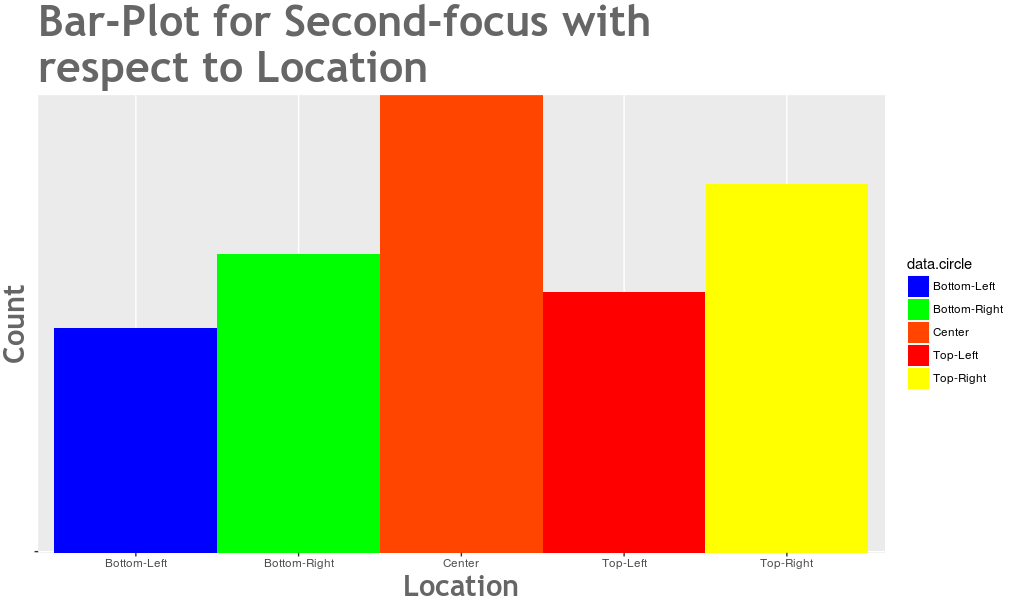 Bar-Plot for Second-focus with
respect to Location
Count
data.circle
Bottom-Left
Bottom-Right
Center
Top-Left
Top-Right
Bottom-Left
Bottom-Right
Center
Top-Left
Top-Right
Location